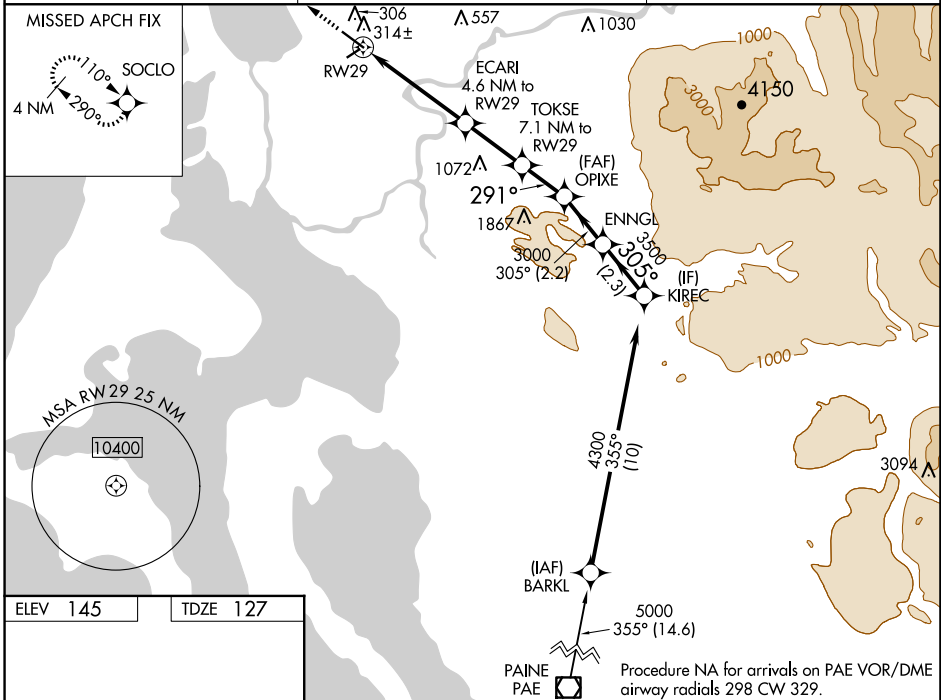 MISSED APCH FIX
110°
SOCLO
4 NM
290°
306
314±
557
1030
RW29
ECARI
4.6 NM to
RW29
TOKSE
7.1 NM to
RW29
1000
3000
4150
1072
(FAF)
OPIXE
291°
1867
ENNGL
3000
305° (2.2)
3500
305°
(2.3)
(IF)
KIREC
1000
MSA RW 29 25 NM
10400
4300
355°
(10)
3094
(IAF)
BARKL
ELEV 145
TDZE 127
5000
355° (14.6)
PAINE
PAE
Procedure NA for arrivals on PAE VOR/DME
airway radials 298 CW 329.